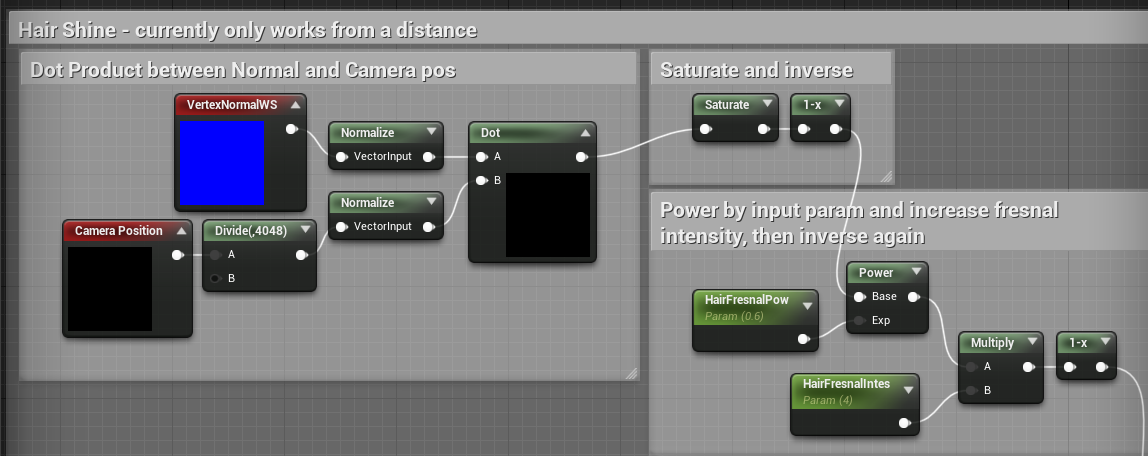 Hair Shine - currently only works from a distance
Dot Product between Normal and Camera pos
Saturate and inverse
VertexNormalWS
Saturate
1-x
Normalize
VectorInput
Dot
A
B
Normalize
VectorInput
Camera Position
Divide(,4048)
A
B
Power by input param and increase fresnal
intensity, then inverse again
HairFresnalPow
Param (0.6)
Power
Base
Exp
Multiply
A
B
1-x
HairFresnalIntes
Param (4)